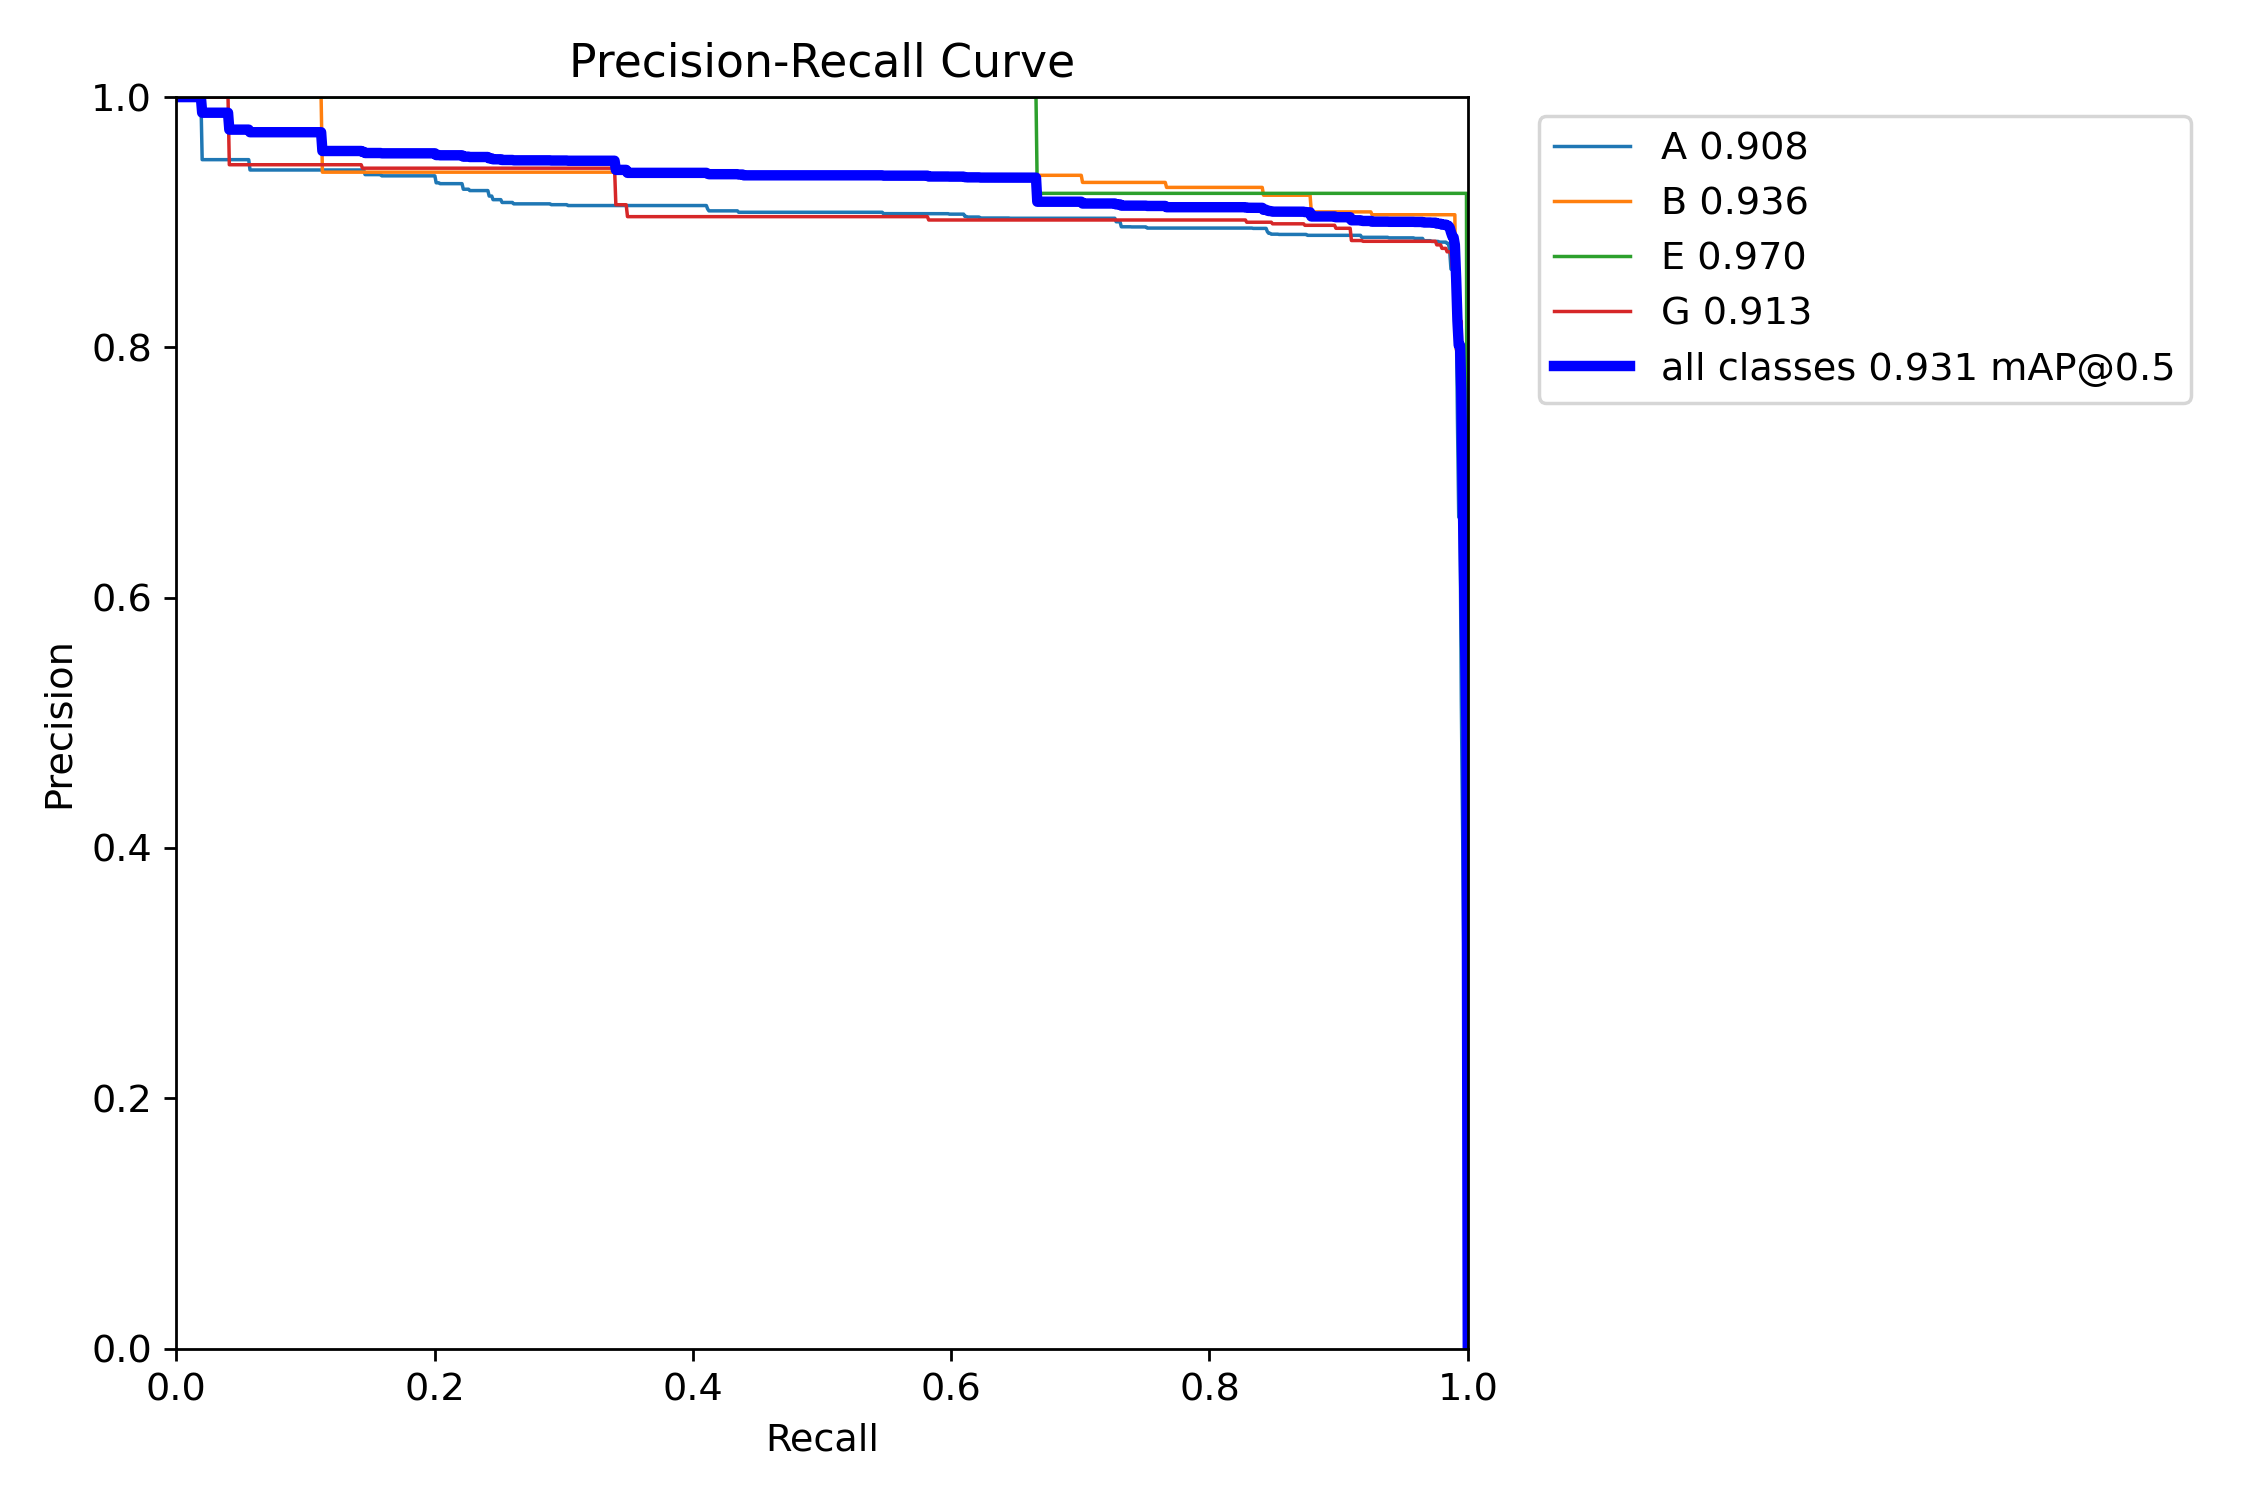 Precision-Recall Curve
1.0
0.8
0.6
0.4
0.2
0.0
Precision
0.0 0.2 0.4 0.6 0.8 1.0
Recall
A 0.908
B 0.936
E 0.970
G 0.913
all classes 0.931 mAP@0.5